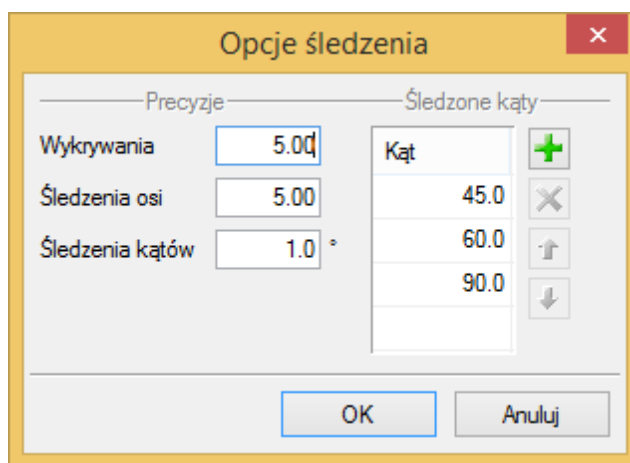 Opcje śledzenia
Precyzje
Śledzone kąty
Wykrywania 5.00
Kąt
Śledzenia osi 5.00
45.0
Śledzenia kątów 1.0 °
60.0
90.0
OK
Anuluj